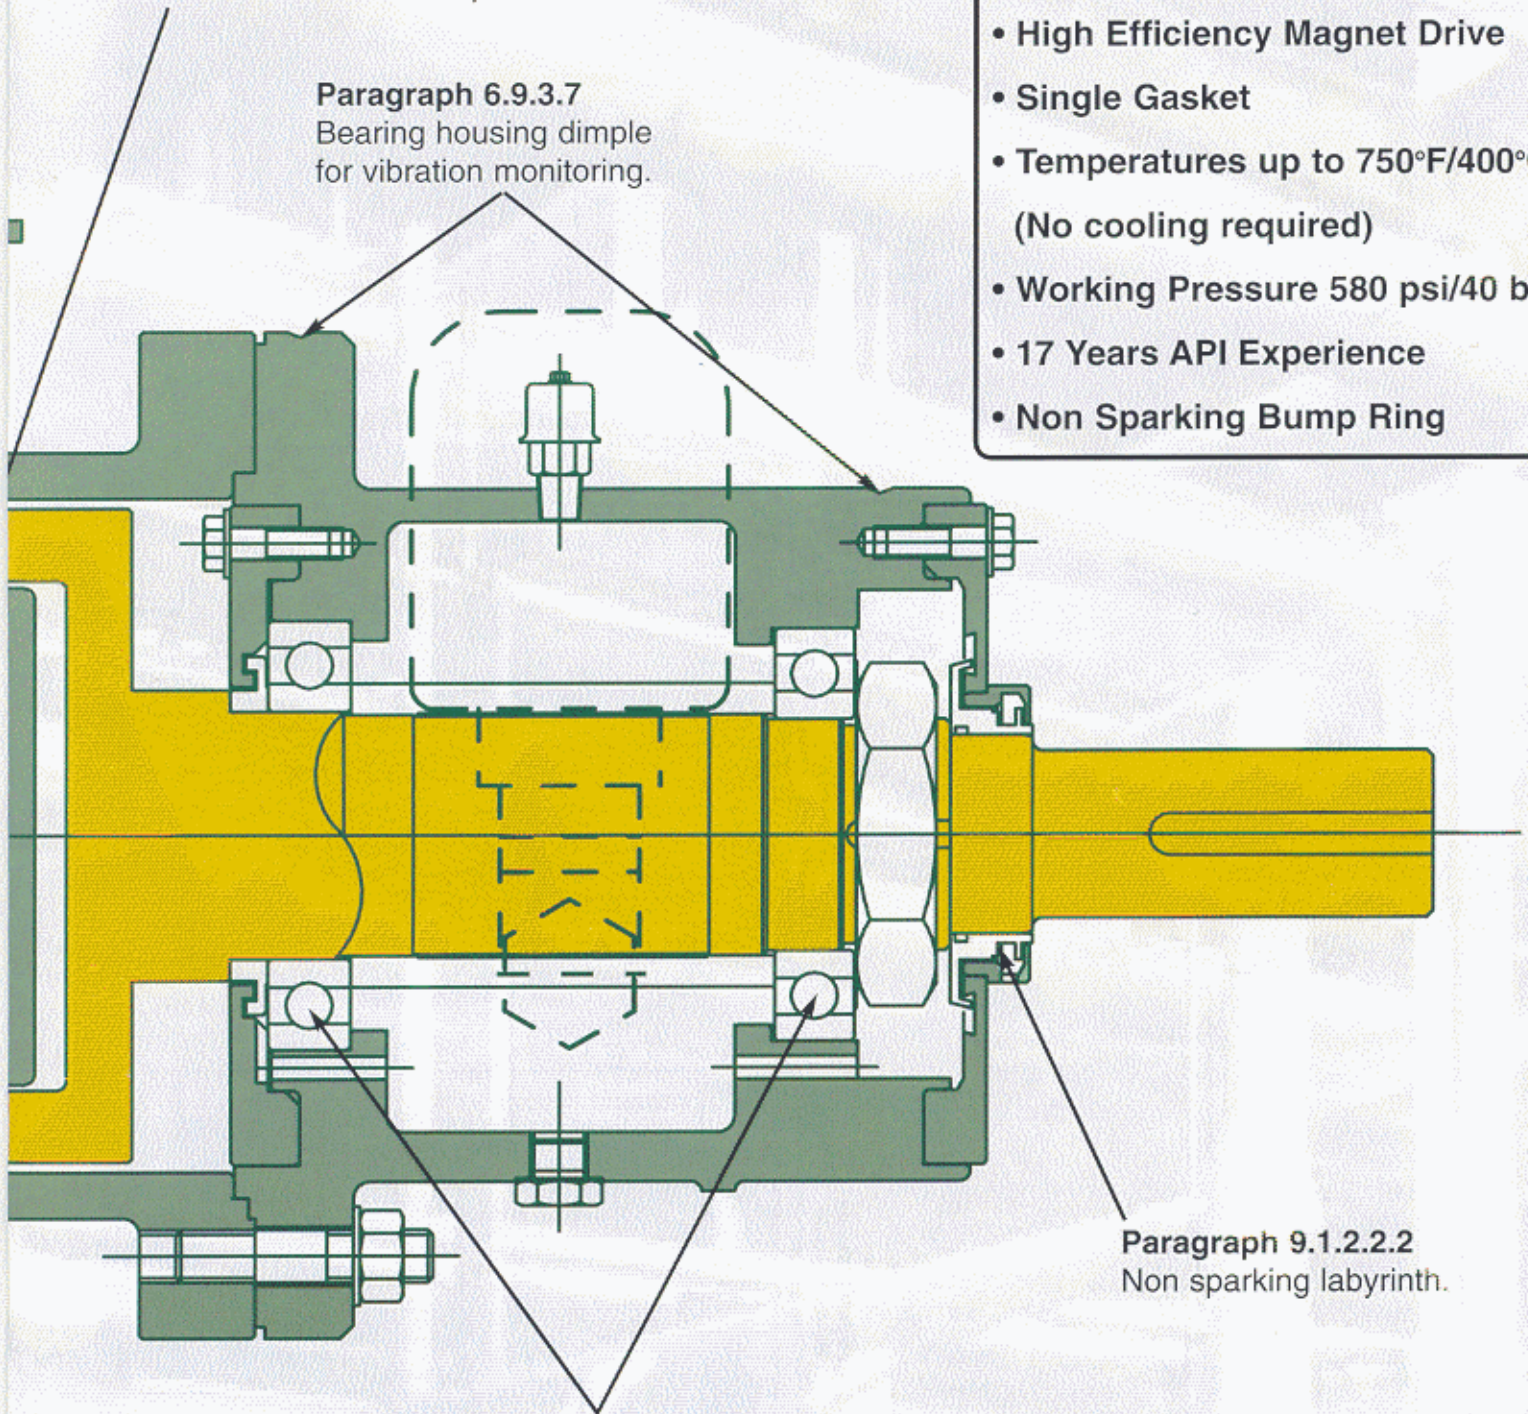 Paragraph 6.9.3.7
Bearing housing dimple
for vibration monitoring.
• High Efficiency Magnet Drive
• Single Gasket
• Temperatures up to 750°F/400°
(No cooling required)
• Working Pressure 580 psi/40 b
• 17 Years API Experience
• Non Sparking Bump Ring
Paragraph 9.1.2.2.2
Non sparking labyrinth.